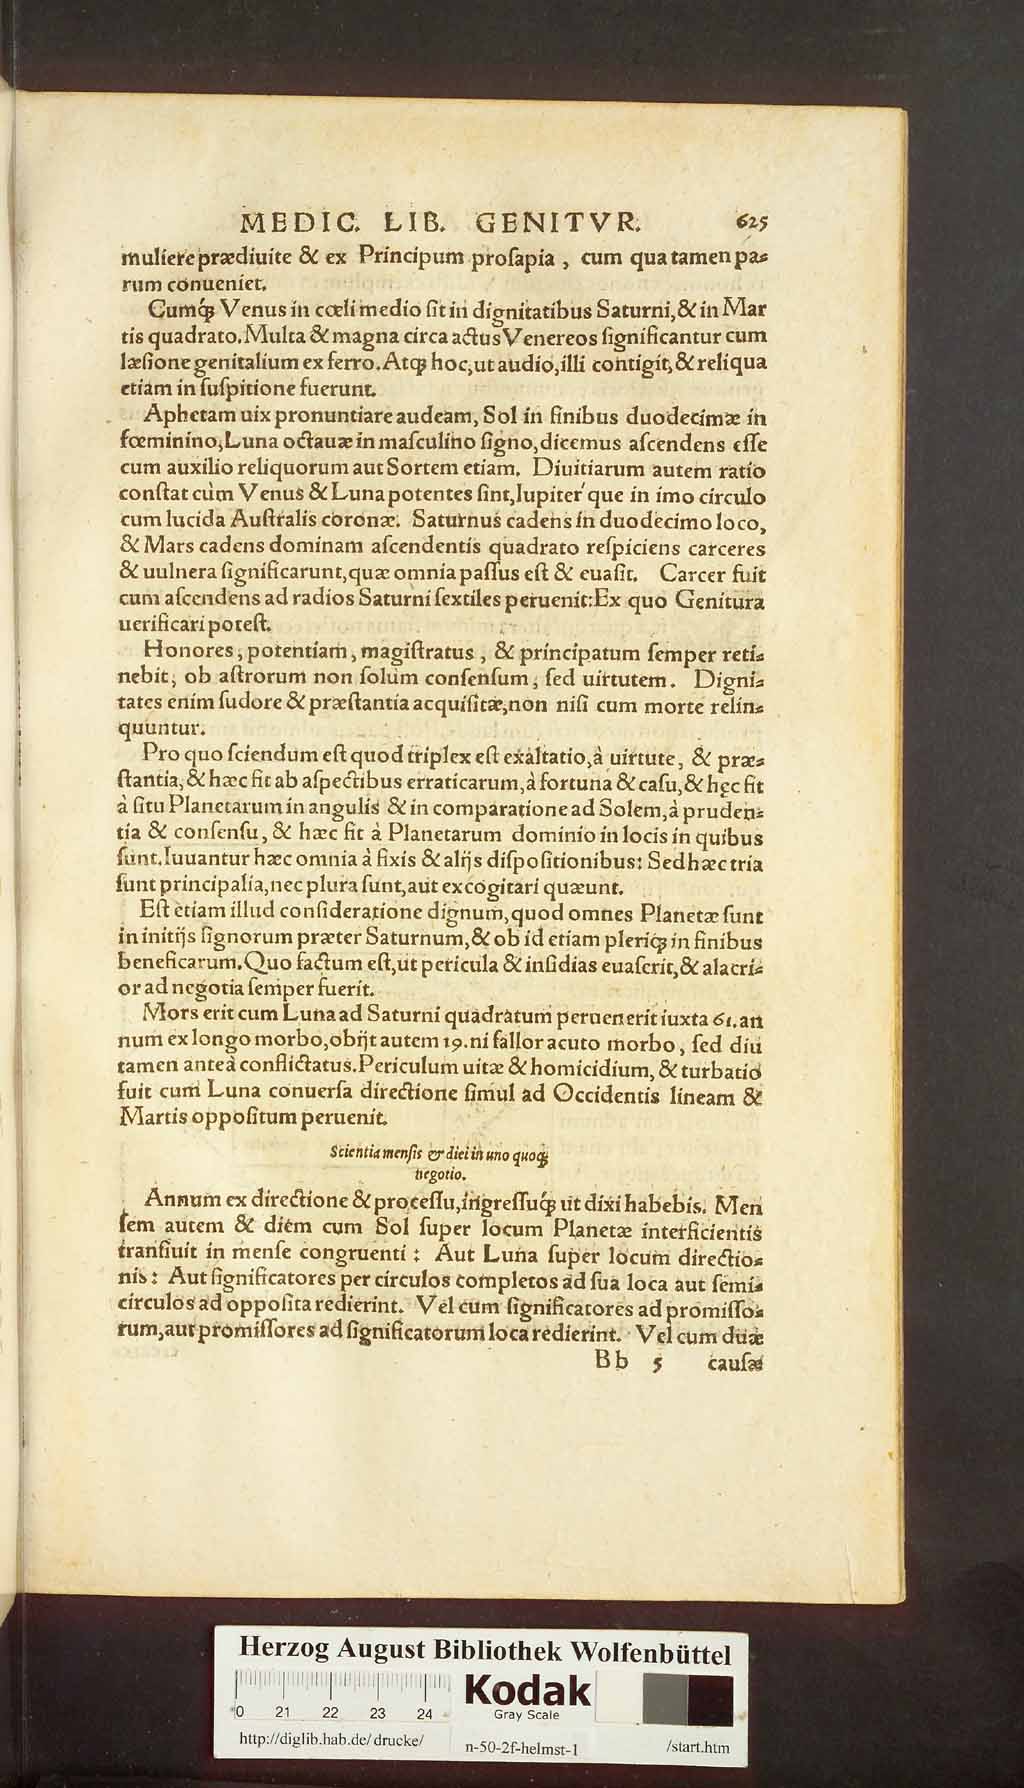 MEDIC. LIB. GENITVR. 625
muliere prædiuite & ex Principum proſapia, cum qua tamen pa⸗
rum conueniet.
Cumq́ꝫ Venus in cœli medio ſit in dignitatibus Saturni, & in Mar
tis quadrato. Multa & magna circa actus Venereos ſignificantur cum
læſione genitalium ex ferro. Atqꝫ hoc, ut audio, illi contigit, & reliqua
etiam in ſuſpitione fuerunt.
Aphetam uix pronuntiare audeam, Sol in finibus duodecimæ in
fœminino, Luna octauæ in maſculino ſigno, dicemus aſcendens eſſe
cum auxilio reliquorum aut Sortem etiam. Diuitiarum autem ratio
conſtat cùm Venus & Luna potentes ſint, Iupiter que in imo circulo
cum lucida Auſtralis coronæ. Saturnus cadens in duodecimo loco,
& Mars cadens dominam aſcendentis quadrato reſpiciens carceres
& uulnera ſignificarunt, quæ omnia paſſus eſt & euaſit. Carcer fuit
cum aſcendens ad radios Saturni ſextiles peruenit: Ex quo Genitura
uerificari poteſt.
Honores, potentiam, magiſtratus, & principatum ſemper reti⸗
nebit, ob aſtrorum non ſolùm conſenſum, ſed uirtutem. Digni⸗
tates enim ſudore & præſtantia acquiſitæ, non niſi cum morte relin⸗
quuntur.
Pro quo ſciendum eſt quod triplex eſt exaltatio, à uirtute, & præ⸗
ſtantia, & hæc fit ab aſpectibus erraticarum, à fortuna & caſu, & hęc fit
à ſitu Planetarum in angulis & in comparatione ad Solem, à pruden⸗
tia & conſenſu, & hæc fit à Planetarum dominio in locis in quibus
ſunt. Iuuantur hæc omnia à fixis & alijs diſpoſitionibus: Sed hæc tria
ſunt principalia, nec plura ſunt, aut excogitari quæunt.
Eſt etiam illud conſideratione dignum, quod omnes Planetæ ſunt
in initijs ſignorum præter Saturnum, & ob id etiam pleriqꝫ in finibus
beneficarum. Quo factum eſt, ut pericula & inſidias euaſerit, & alacri⸗
or ad negotia ſemper fuerit.
Mors erit cum Luna ad Saturni quadratum peruenerit iuxta 61. an
num ex longo morbo, obijt autem 19. ni fallor acuto morbo, ſed diu
tamen anteà conflictatus. Periculum uitæ & homicidium, & turbatio
fuit cum Luna conuerſa directione ſimul ad Occidentis lineam &
Martis oppoſitum peruenit.
Scientia menſis & diei in uno quoq́ꝫ
negotio.
Annum ex directione & proceſſu, ingreſſuq́ꝫ ut dixi habebis. Men
ſem autem & diem cum Sol ſuper locum Planetæ interficientis
tranſiuit in menſe congruenti: Aut Luna ſuper locum directio⸗
nis: Aut ſignificatores per circulos completos ad ſua loca aut ſemi⸗
circulos ad oppoſita redierint. Vel cum ſignificatores ad promiſſo⸗
rum, aut promiſſores ad ſignificatorum loca redierint. Vel cum duæ
Bb 5 cauſæ
Herzog August Bibliothek Wolfenbüttel
Kodak
Gray Scale
0 21 22 23 24
http://diglib.hab.de/drucke/ n-50-2f-helmst-1 /start.htm